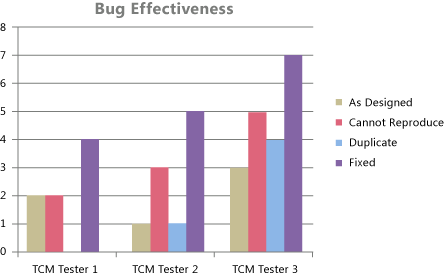 Bug Effectiveness
8
7
6
5
4
3
2
1
0
TCM Tester 1 TCM Tester 2 TCM Tester 3
As Designed
Cannot Reproduce
Duplicate
Fixed